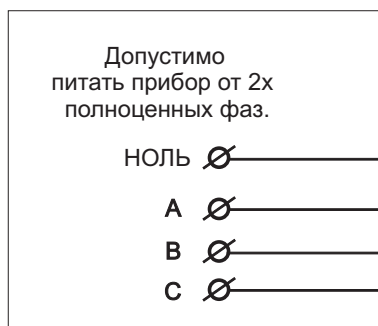 Допустимо
питать прибор от 2х
полноценных фаз.
НОЛЬ
А
В
С